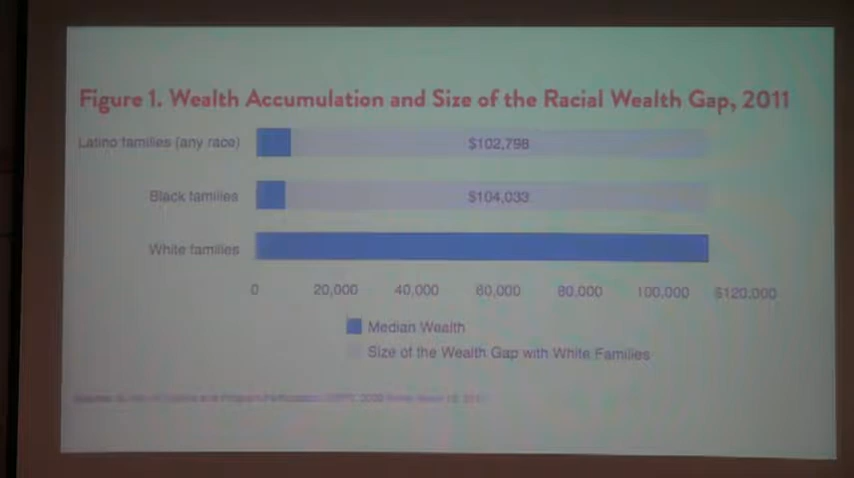 Figure 1. Wealth Accumulation and Size of the Racial Wealth Gap, 2011
Latino families (any race) $102,798
Black families $104,033
White families
0 20,000 40,000 60,000 80,000 100,000 $120,000
Median Wealth
Size of the Wealth Gap with White Families